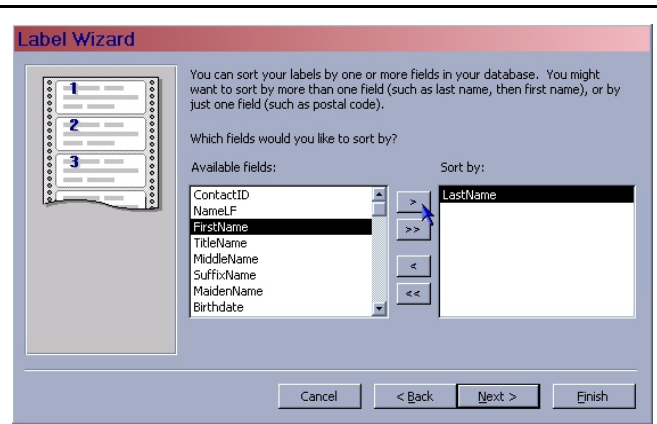 Label Wizard
You can sort your labels by one or more fields in your database. You might
want to sort by more than one field (such as last name, then first name), or by
just one field (such as postal code).
1
2
3
Which fields would you like to sort by?
Available fields:
Sort by:
ContactID
NameLF
FirstName
TitleName
MiddleName
SuffixName
MaidenName
Birthdate
>
>>
<
<<
LastName
Cancel
< Back
Next >
Finish